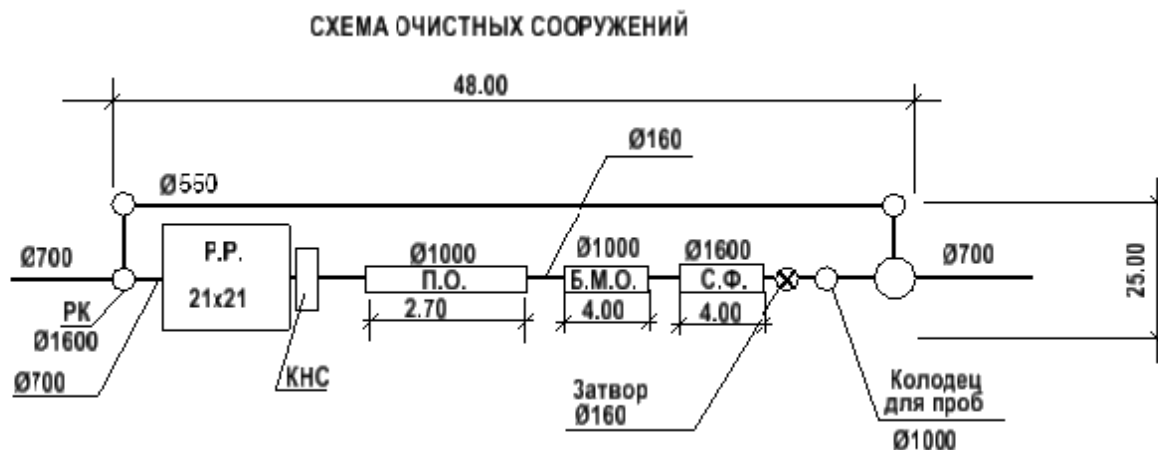 СХЕМА ОЧИСТНЫХ СООРУЖЕНИЙ
48.00
Ø160
Ø550
Ø700
Р.Р.
21x21
Ø1000
П.О.
2.70
Ø1000
Б.М.О.
4.00
Ø1600
С.Ф.
4.00
Ø700
25.00
РК
Ø1600
Ø700
КНС
Затвор
Ø160
Колодец
для проб
Ø1000